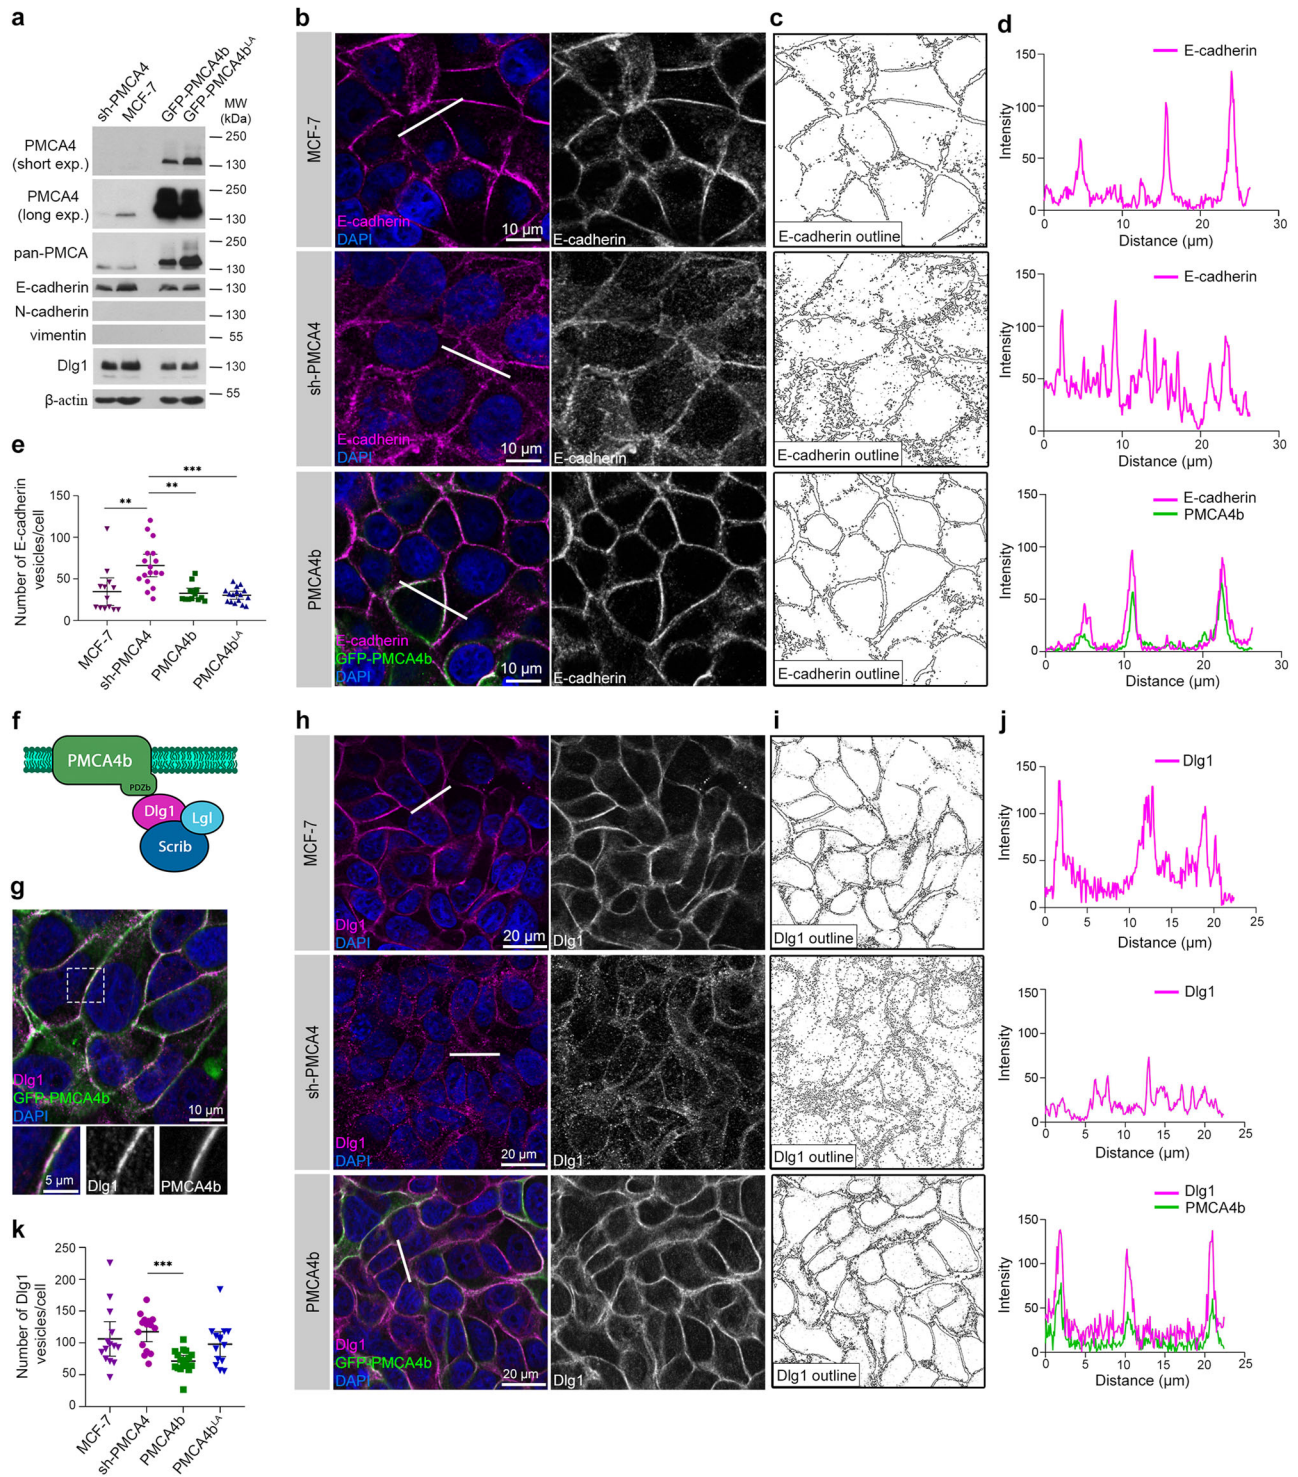 a
sh-PMCA4
MCF-7
GFP-PMCA4b
GFP-PMCA4bᴸᴬ
MW
(kDa)
PMCA4
(short exp.)
250
130
PMCA4
(long exp.)
250
130
pan-PMCA
250
130
E-cadherin
130
N-cadherin
130
vimentin
55
Dlg1
130
β-actin
55
b
MCF-7
E-cadherin
DAPI
10 µm
E-cadherin
sh-PMCA4
E-cadherin
DAPI
10 µm
E-cadherin
PMCA4b
E-cadherin
GFP-PMCA4b
DAPI
10 µm
E-cadherin
c
E-cadherin outline
E-cadherin outline
E-cadherin outline
d
E-cadherin
Intensity
150
100
50
0
0 10 20 30
Distance (µm)
E-cadherin
Intensity
150
100
50
0
0 10 20 30
Distance (µm)
E-cadherin
PMCA4b
Intensity
150
100
50
0
0 10 20 30
Distance (µm)
e
Number of E-cadherin
vesicles/cell
150
100
50
0
***
** **
MCF-7
sh-PMCA4
PMCA4b
PMCA4bᴸᴬ
f
PMCA4b
PDZb
Dlg1
Lgl
Scrib
g
Dlg1
GFP-PMCA4b
DAPI
10 µm
5 µm
Dlg1
PMCA4b
h
MCF-7
Dlg1
DAPI
20 µm
Dlg1
sh-PMCA4
Dlg1
DAPI
20 µm
Dlg1
PMCA4b
Dlg1
GFP-PMCA4b
DAPI
20 µm
Dlg1
i
Dlg1 outline
Dlg1 outline
Dlg1 outline
j
Dlg1
Intensity
150
100
50
0
0 5 10 15 20 25
Distance (µm)
Dlg1
Intensity
150
100
50
0
0 5 10 15 20 25
Distance (µm)
Dlg1
PMCA4b
Intensity
150
100
50
0
0 5 10 15 20 25
Distance (µm)
k
Number of Dlg1
vesicles/cell
250
200
150
100
50
0
***
MCF-7
sh-PMCA4
PMCA4b
PMCA4bᴸᴬ